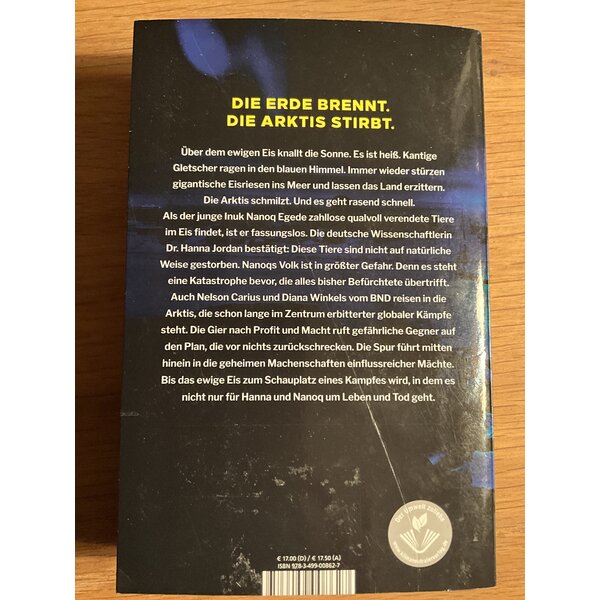 DIE ERDE BRENNT.
DIE ARKTIS STIRBT.
Über dem ewigen Eis knallt die Sonne. Es ist heiß. Kantige
Gletscher ragen in den blauen Himmel. Immer wieder stürzen
gigantische Eisriesen ins Meer und lassen das Land erzittern.
Die Arktis schmilzt. Und es geht rasend schnell.
Als der junge Inuk Nanoq Egede zahllose qualvoll verendete Tiere
im Eis findet, ist er fassungslos. Die deutsche Wissenschaftlerin
Dr. Hanna Jordan bestätigt: Diese Tiere sind nicht auf natürliche
Weise gestorben. Nanoqs Volk ist in größter Gefahr. Denn es steht
eine Katastrophe bevor, die alles bisher Befürchtete übertrifft.
Auch Nelson Carius und Diana Winkels vom BND reisen in die
Arktis, die schon lange im Zentrum erbitterter globaler Kämpfe
steht. Die Gier nach Profit und Macht ruft gefährliche Gegner auf
den Plan, die vor nichts zurückschrecken. Die Spur führt mitten
hinein in die geheimen Machenschaften einflussreicher Mächte.
Bis das ewige Eis zum Schauplatz eines Kampfes wird, in dem es
nicht nur für Hanna und Nanoq um Leben und Tod geht.
Der Umwelt zuliebe
€ 17.00 (D) / € 17.50 (A)
ISBN 978-3-499-00862-7